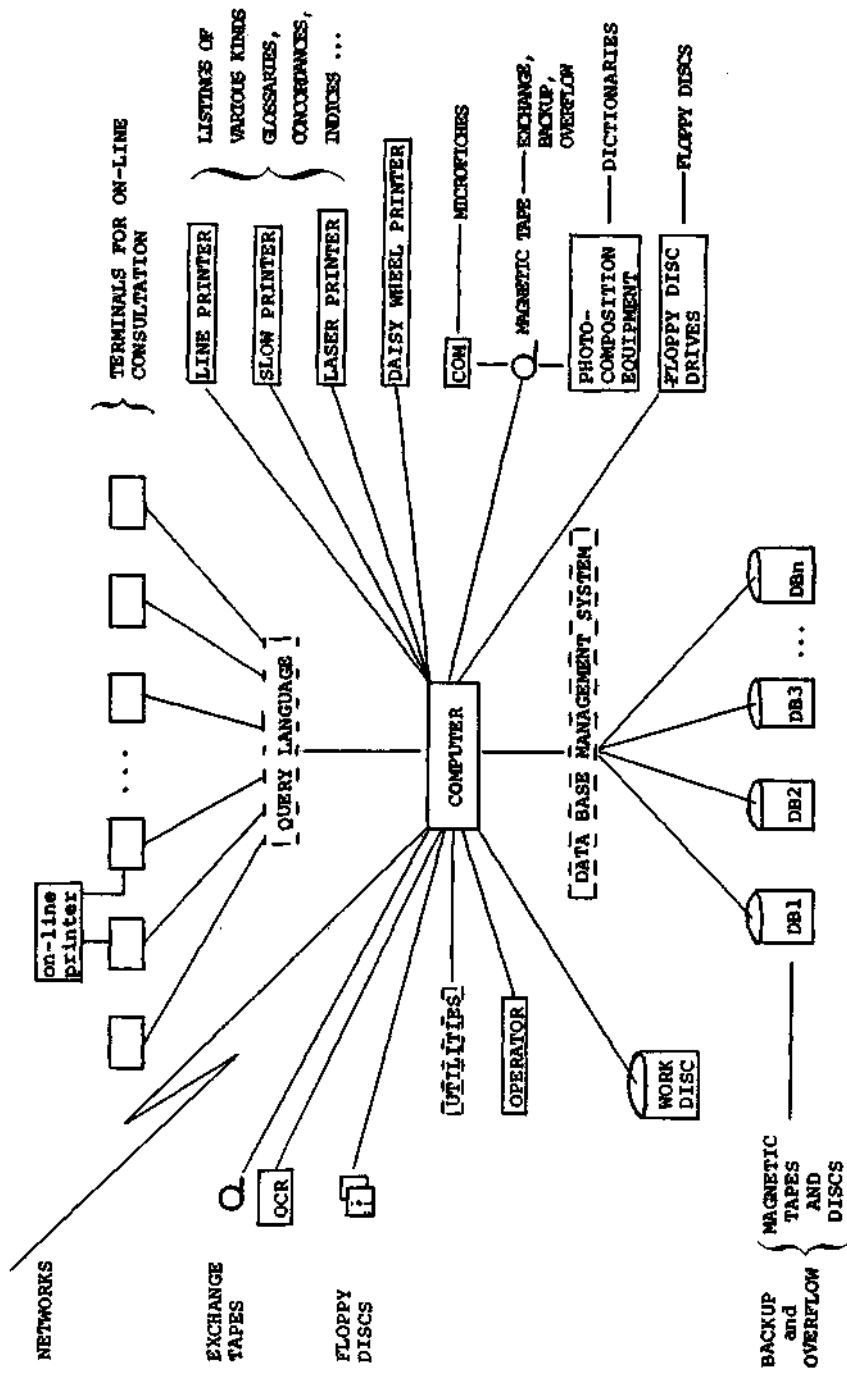 NETWORKS
EXCHANGE
TAPES
OCR
FLOPPY
DISCS
on-line
printer
...
TERMINALS FOR ON-LINE
CONSULTATION
QUERY LANGUAGE
LINE PRINTER
SLOW PRINTER
LASER PRINTER
LISTINGS OF
VARIOUS KINDS
GLOSSARIES,
CONCORDANCES,
INDICES ...
DAISY WHEEL PRINTER
UTILITIES
OPERATOR
COMPUTER
COM
MICROFICHES
MAGNETIC TAPE
EXCHANGE,
BACKUP,
OVERFLOW
PHOTO-
COMPOSITION
EQUIPMENT
DICTIONARIES
FLOPPY DISC
DRIVES
FLOPPY DISCS
WORK
DISC
DATA BASE MANAGEMENT SYSTEM
BACKUP
and
OVERFLOW
MAGNETIC
TAPES
AND
DISCS
DB1
DB2
DB3
...
DBn